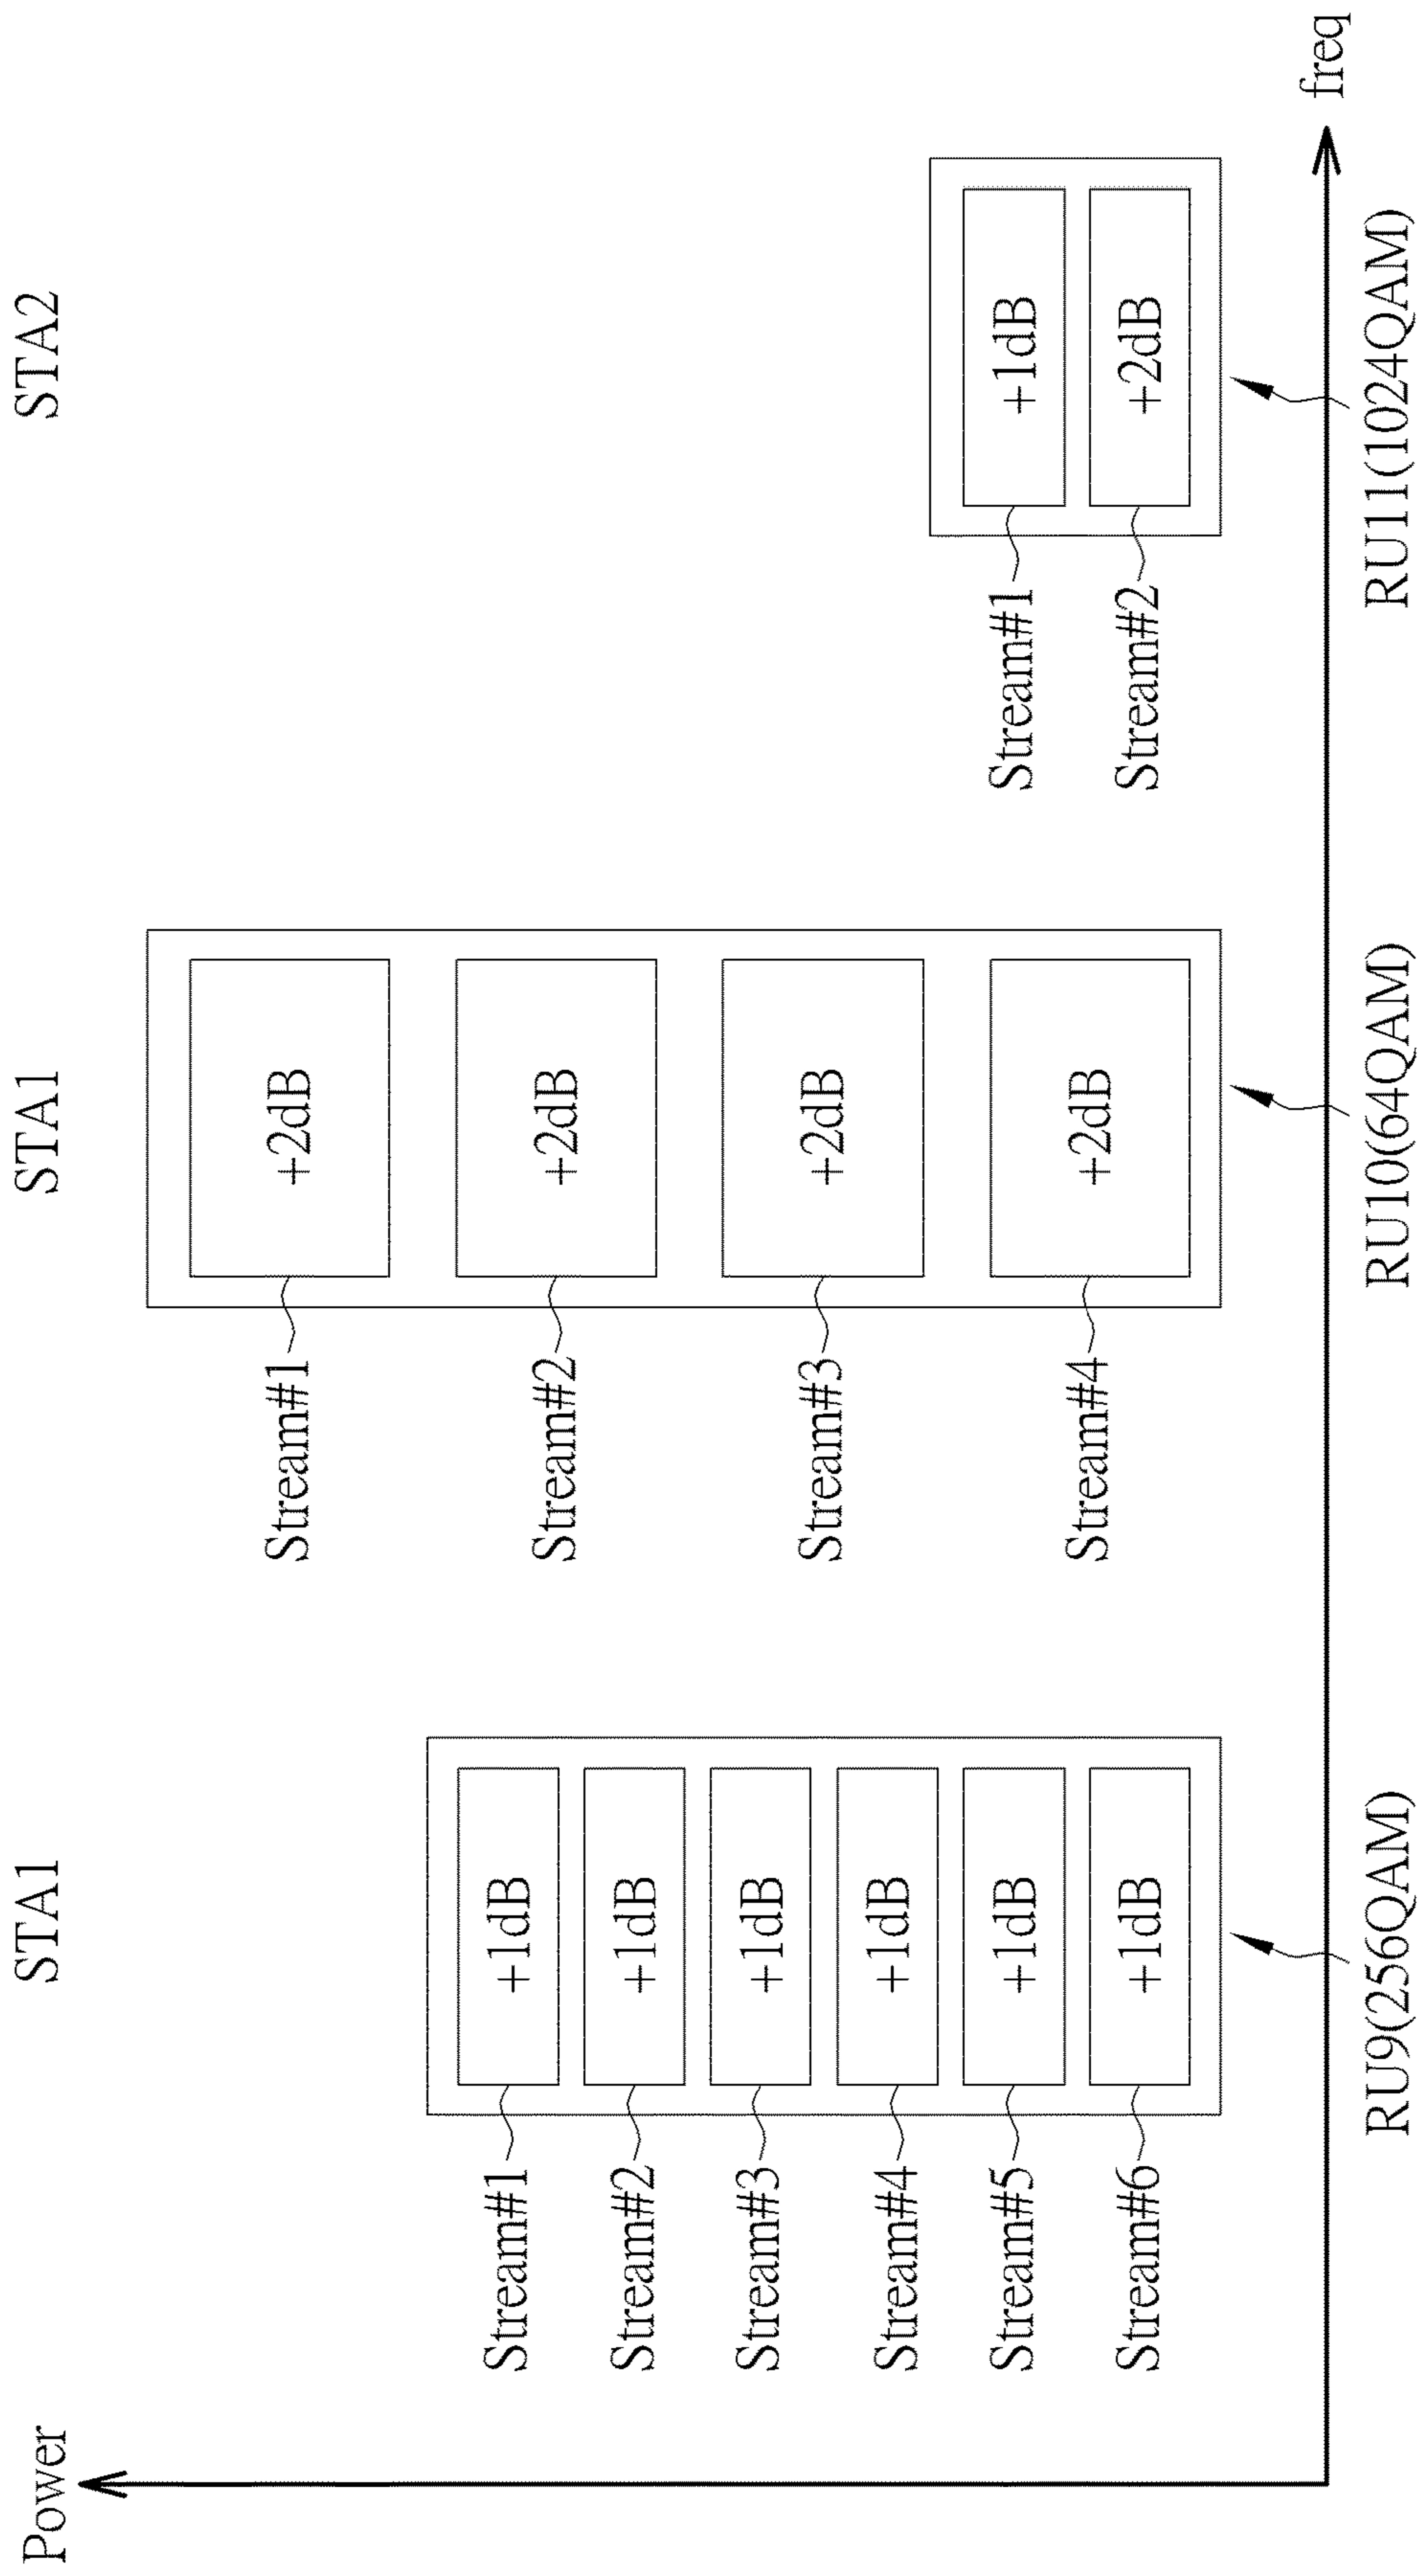 Power
STA1
STA1
STA2
Stream#1
+1dB
Stream#2
+1dB
Stream#3
+1dB
Stream#4
+1dB
Stream#5
+1dB
Stream#6
+1dB
RU9(256QAM)
Stream#1
+2dB
Stream#2
+2dB
Stream#3
+2dB
Stream#4
+2dB
RU10(64QAM)
Stream#1
+1dB
Stream#2
+2dB
RU11(1024QAM)
freq